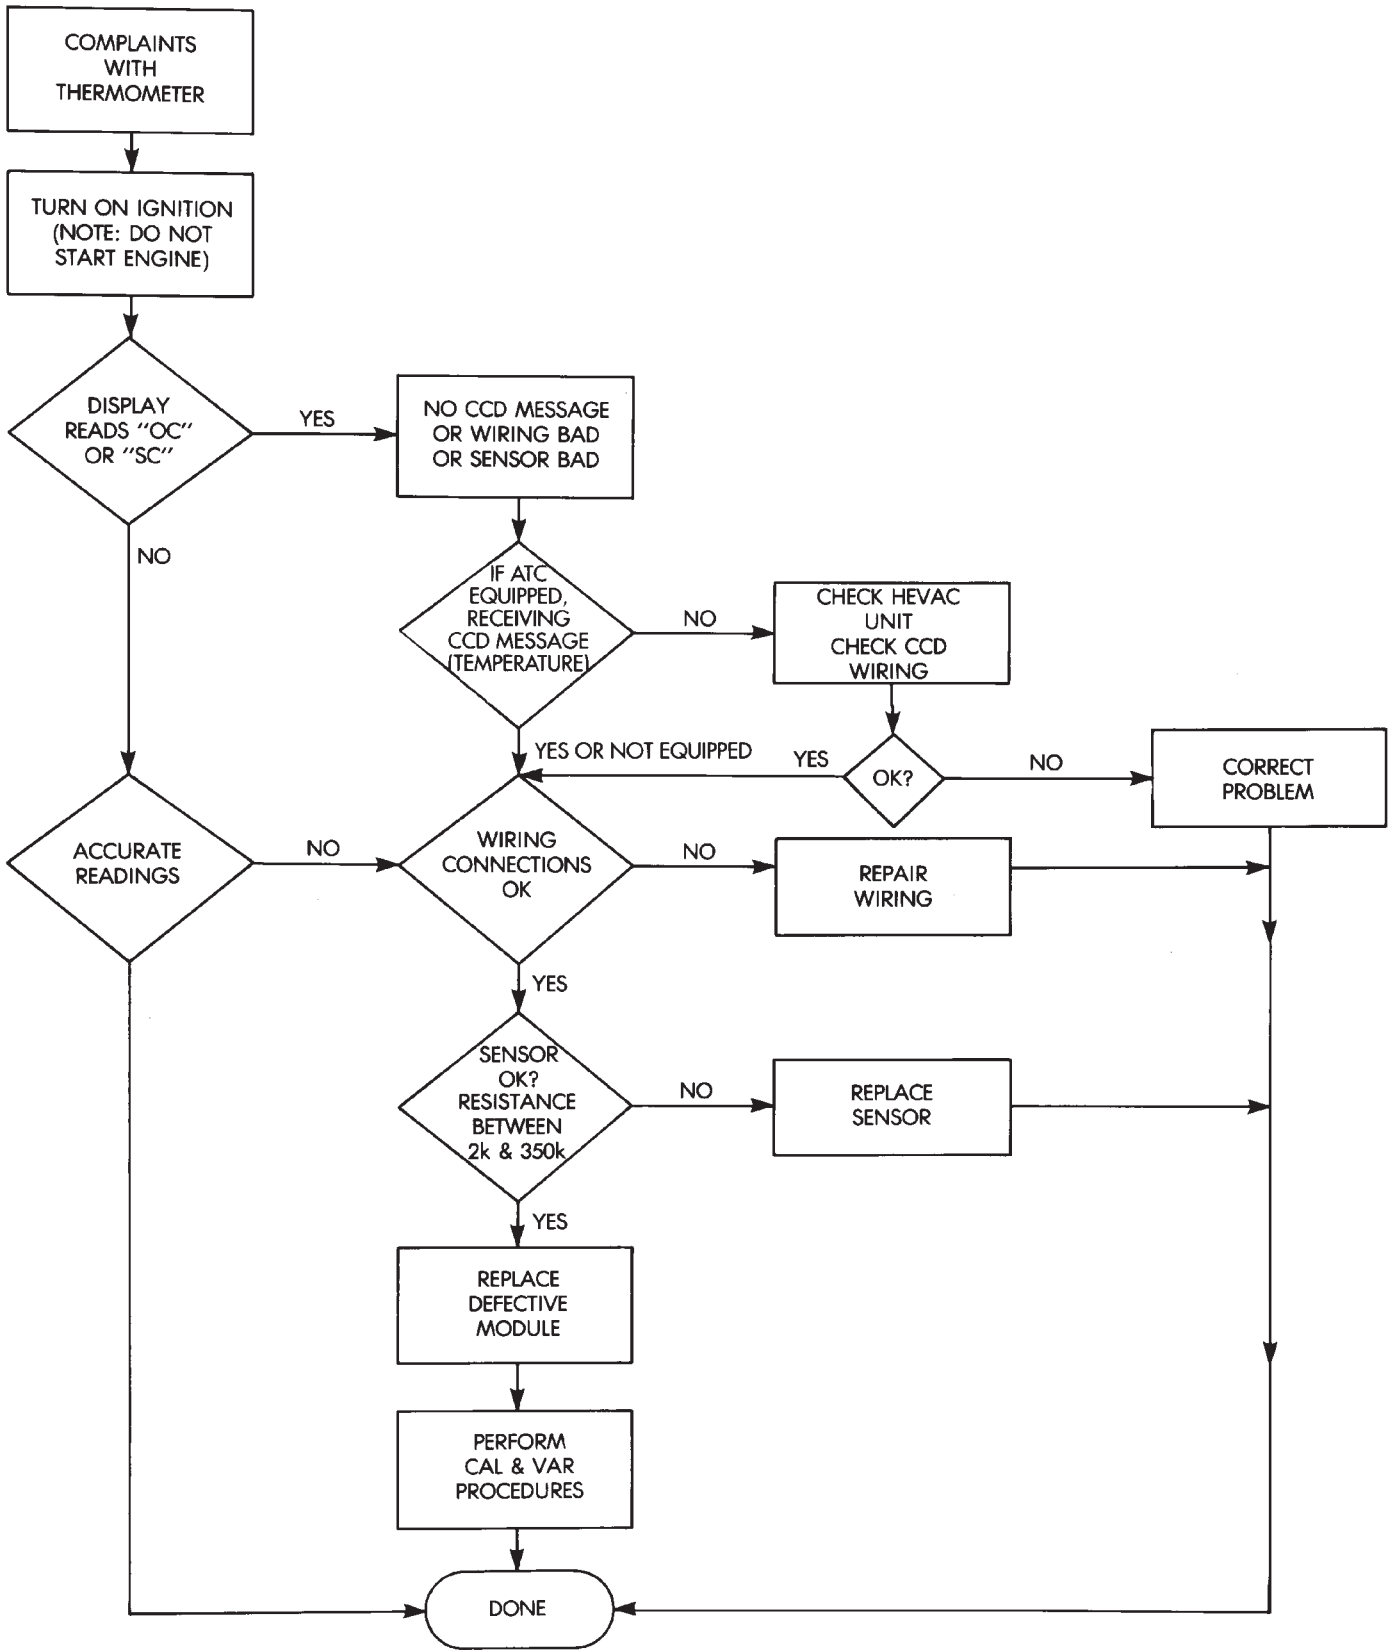 COMPLAINTS
WITH
THERMOMETER
TURN ON IGNITION
(NOTE: DO NOT
START ENGINE)
DISPLAY
READS "OC"
OR "SC"
YES
NO CCD MESSAGE
OR WIRING BAD
OR SENSOR BAD
NO
IF ATC
EQUIPPED,
RECEIVING
CCD MESSAGE
(TEMPERATURE)
NO
CHECK HEVAC
UNIT
CHECK CCD
WIRING
YES OR NOT EQUIPPED
YES
OK?
NO
CORRECT
PROBLEM
ACCURATE
READINGS
NO
WIRING
CONNECTIONS
OK
NO
REPAIR
WIRING
YES
SENSOR
OK?
RESISTANCE
BETWEEN
2k & 350k
NO
REPLACE
SENSOR
YES
REPLACE
DEFECTIVE
MODULE
PERFORM
CAL & VAR
PROCEDURES
DONE